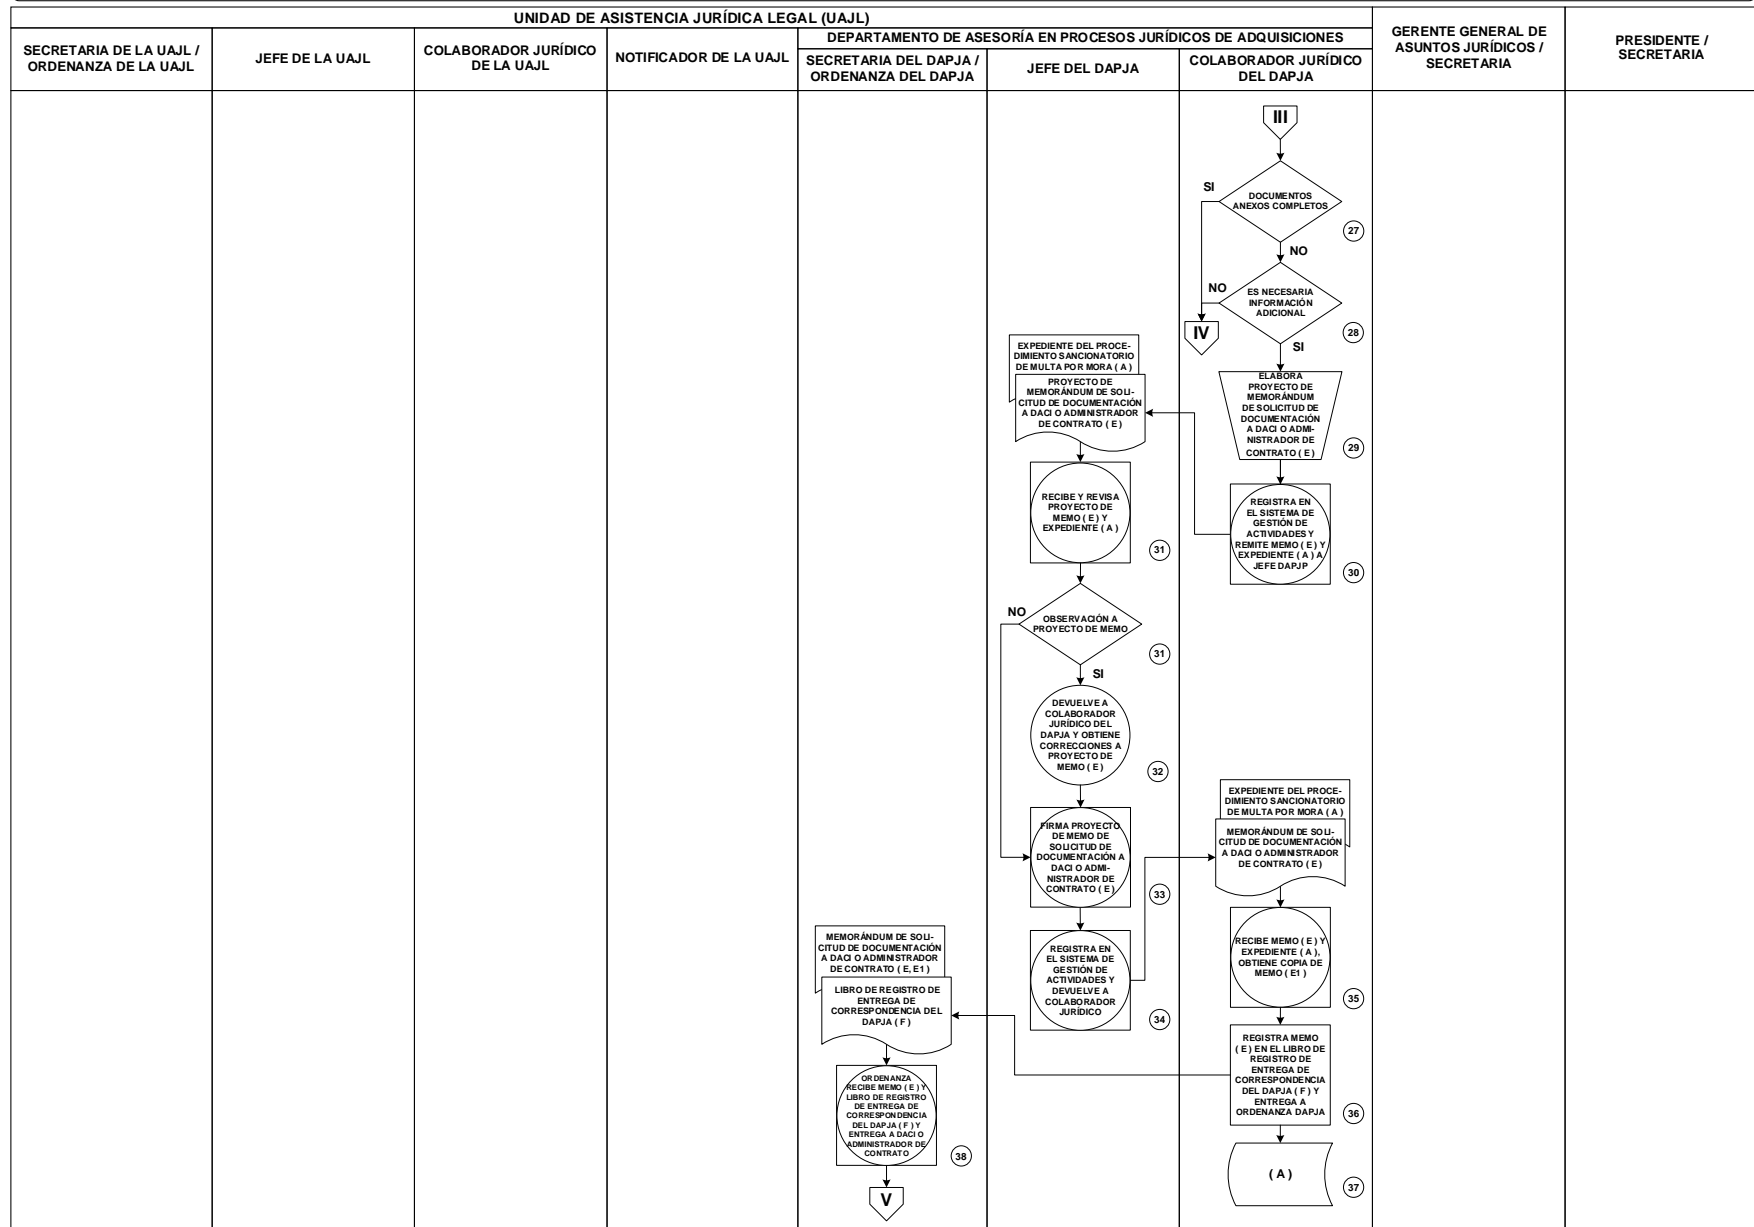 UNIDAD DE ASISTENCIA JURÍDICA LEGAL (UAJL)
SECRETARIA DE LA UAJL /
ORDENANZA DE LA UAJL
JEFE DE LA UAJL
COLABORADOR JURÍDICO
DE LA UAJL
NOTIFICADOR DE LA UAJL
DEPARTAMENTO DE ASESORÍA EN PROCESOS JURÍDICOS DE ADQUISICIONES
SECRETARIA DEL DAPJA /
ORDENANZA DEL DAPJA
JEFE DEL DAPJA
COLABORADOR JURÍDICO
DEL DAPJA
GERENTE GENERAL DE
ASUNTOS JURÍDICOS /
SECRETARIA
PRESIDENTE /
SECRETARIA
III
DOCUMENTOS
ANEXOS COMPLETOS
SI
27
NO
ES NECESARIA
INFORMACIÓN
ADICIONAL
NO
28
IV
SI
ELABORA
PROYECTO DE
MEMORÁNDUM
DE SOLICITUD DE
DOCUMENTACIÓN
A DACI O ADMI-
NISTRADOR DE
CONTRATO ( E )
29
REGISTRA EN
EL SISTEMA DE
GESTIÓN DE
ACTIVIDADES Y
REMITE MEMO ( E ) Y
EXPEDIENTE ( A ) A
JEFE DAPJP
30
EXPEDIENTE DEL PROCE-
DIMIENTO SANCIONATORIO
DE MULTA POR MORA ( A )
PROYECTO DE
MEMORÁNDUM DE SOLI-
CITUD DE DOCUMENTACIÓN
A DACI O ADMINISTRADOR
DE CONTRATO ( E )
RECIBE Y REVISA
PROYECTO DE
MEMO ( E ) Y
EXPEDIENTE ( A )
31
OBSERVACIÓN A
PROYECTO DE MEMO
NO
31
SI
DEVUELVE A
COLABORADOR
JURÍDICO DEL
DAPJA Y OBTIENE
CORRECCIONES A
PROYECTO DE
MEMO ( E )
32
FIRMA PROYECTO
DE MEMO DE
SOLICITUD DE
DOCUMENTACIÓN A
DACI O ADMI-
NISTRADOR DE
CONTRATO ( E )
33
REGISTRA EN
EL SISTEMA DE
GESTIÓN DE
ACTIVIDADES Y
DEVUELVE A
COLABORADOR
JURÍDICO
34
EXPEDIENTE DEL PROCE-
DIMIENTO SANCIONATORIO
DE MULTA POR MORA ( A )
MEMORÁNDUM DE SOLI-
CITUD DE DOCUMENTACIÓN
A DACI O ADMINISTRADOR
DE CONTRATO ( E )
RECIBE MEMO ( E ) Y
EXPEDIENTE ( A ),
OBTIENE COPIA DE
MEMO ( E1 )
35
REGISTRA MEMO
( E ) EN EL LIBRO DE
REGISTRO DE
ENTREGA DE
CORRESPONDENCIA
DEL DAPJA ( F ) Y
ENTREGA A
ORDENANZA DAPJA
36
( A )
37
MEMORÁNDUM DE SOLI-
CITUD DE DOCUMENTACIÓN
A DACI O ADMINISTRADOR
DE CONTRATO ( E, E1 )
LIBRO DE REGISTRO DE
ENTREGA DE
CORRESPONDENCIA DEL
DAPJA ( F )
ORDENANZA
RECIBE MEMO ( E ) Y
LIBRO DE REGISTRO
DE ENTREGA DE
CORRESPONDENCIA
DEL DAPJA ( F ) Y
ENTREGA A DACI O
ADMINISTRADOR DE
CONTRATO
38
V